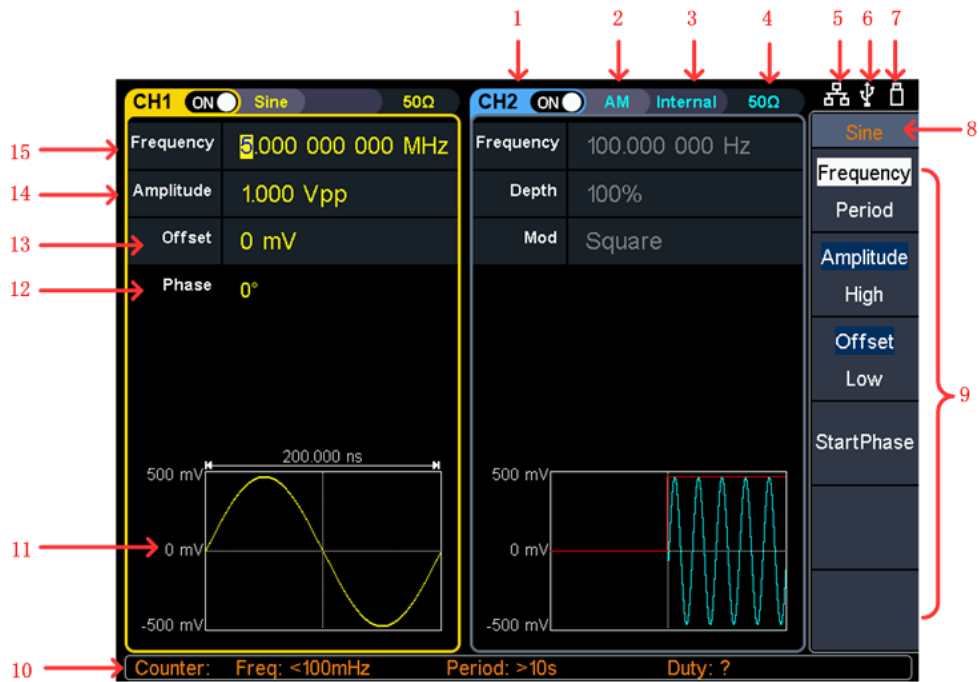 1 2 3 4 5 6 7
CH1 ON Sine 50Ω
CH2 ON AM Internal 50Ω
Sine 8
15 Frequency 5.000 000 000 MHz
14 Amplitude 1.000 Vpp
13 Offset 0 mV
12 Phase 0°
Frequency 100.000 000 Hz
Depth 100%
Mod Square
Frequency
Period
Amplitude
High
Offset
Low
9
StartPhase
200.000 ns
500 mV
11 0 mV
-500 mV
500 mV
0 mV
-500 mV
10 Counter: Freq: <100mHz Period: >10s Duty: ?